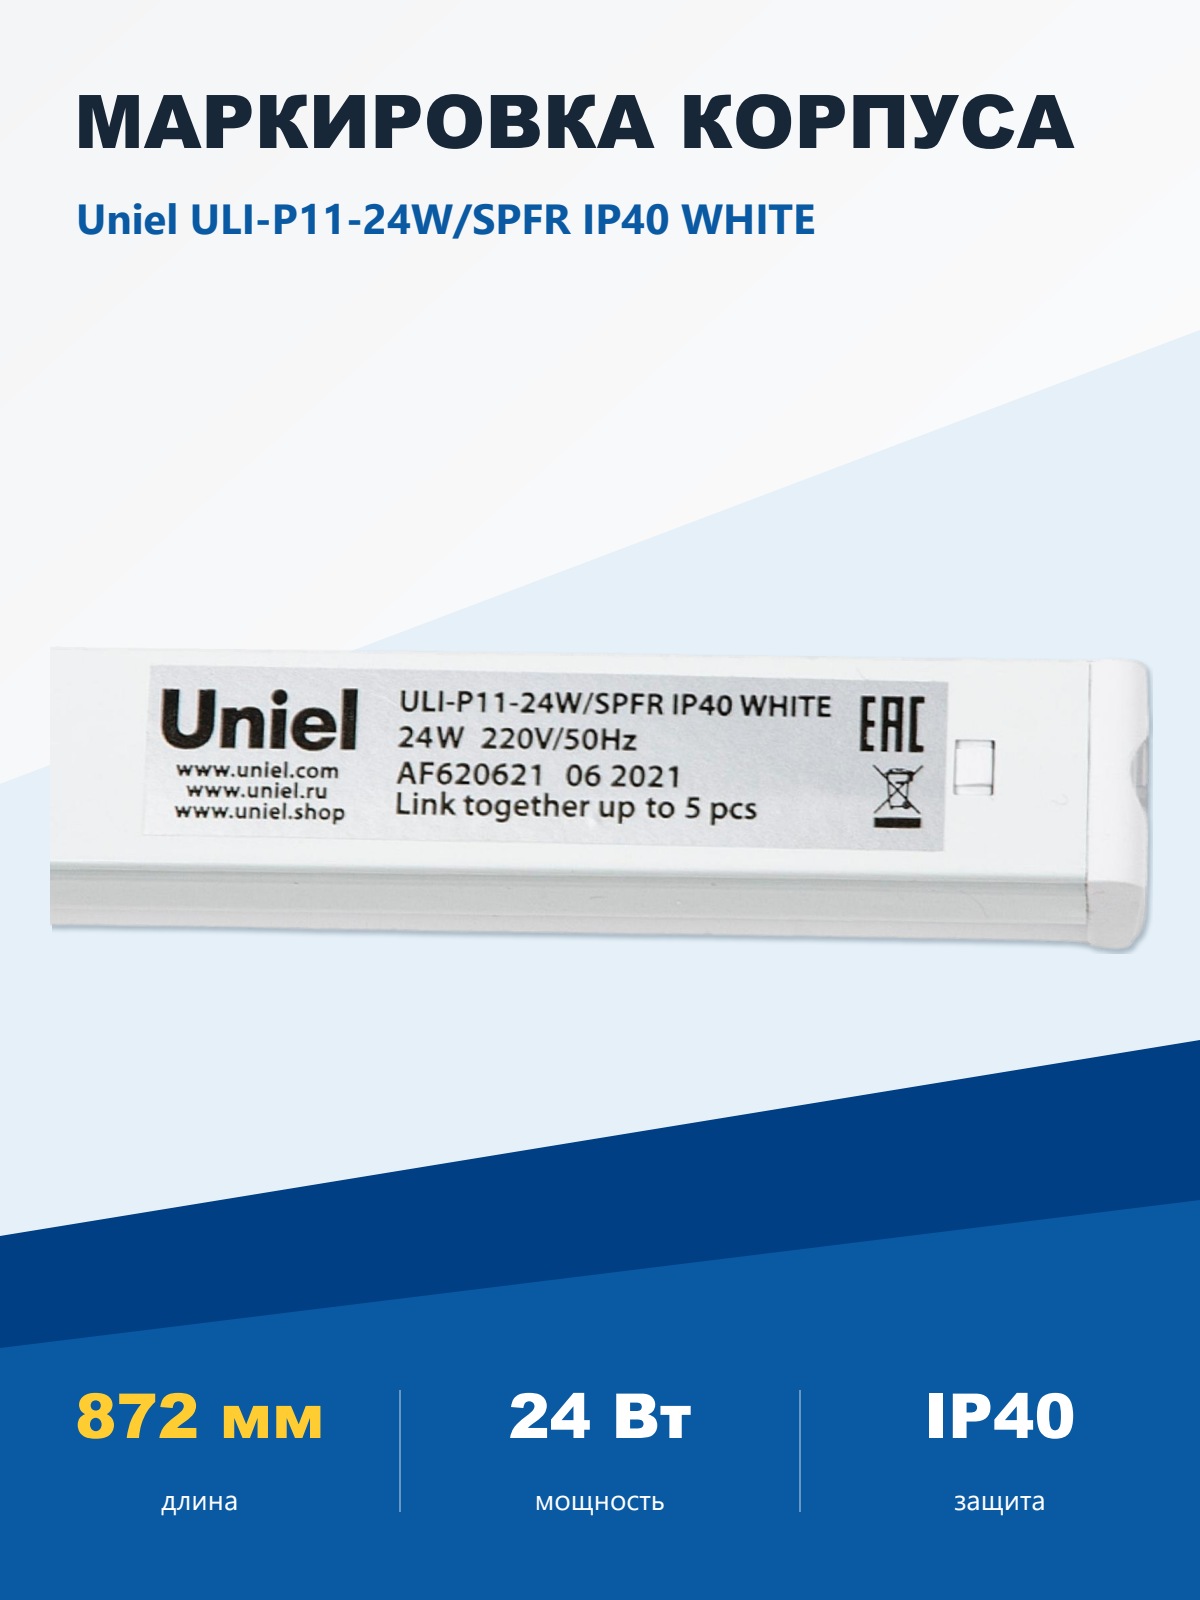 МАРКИРОВКА КОРПУСА
Uniel ULI-P11-24W/SPFR IP40 WHITE
Uniel
www.uniel.com
www.uniel.ru
www.uniel.shop
ULI-P11-24W/SPFR IP40 WHITE
24W 220V/50Hz
AF620621 06 2021
Link together up to 5 pcs
EAC
872 мм
длина
24 Вт
мощность
IP40
защита